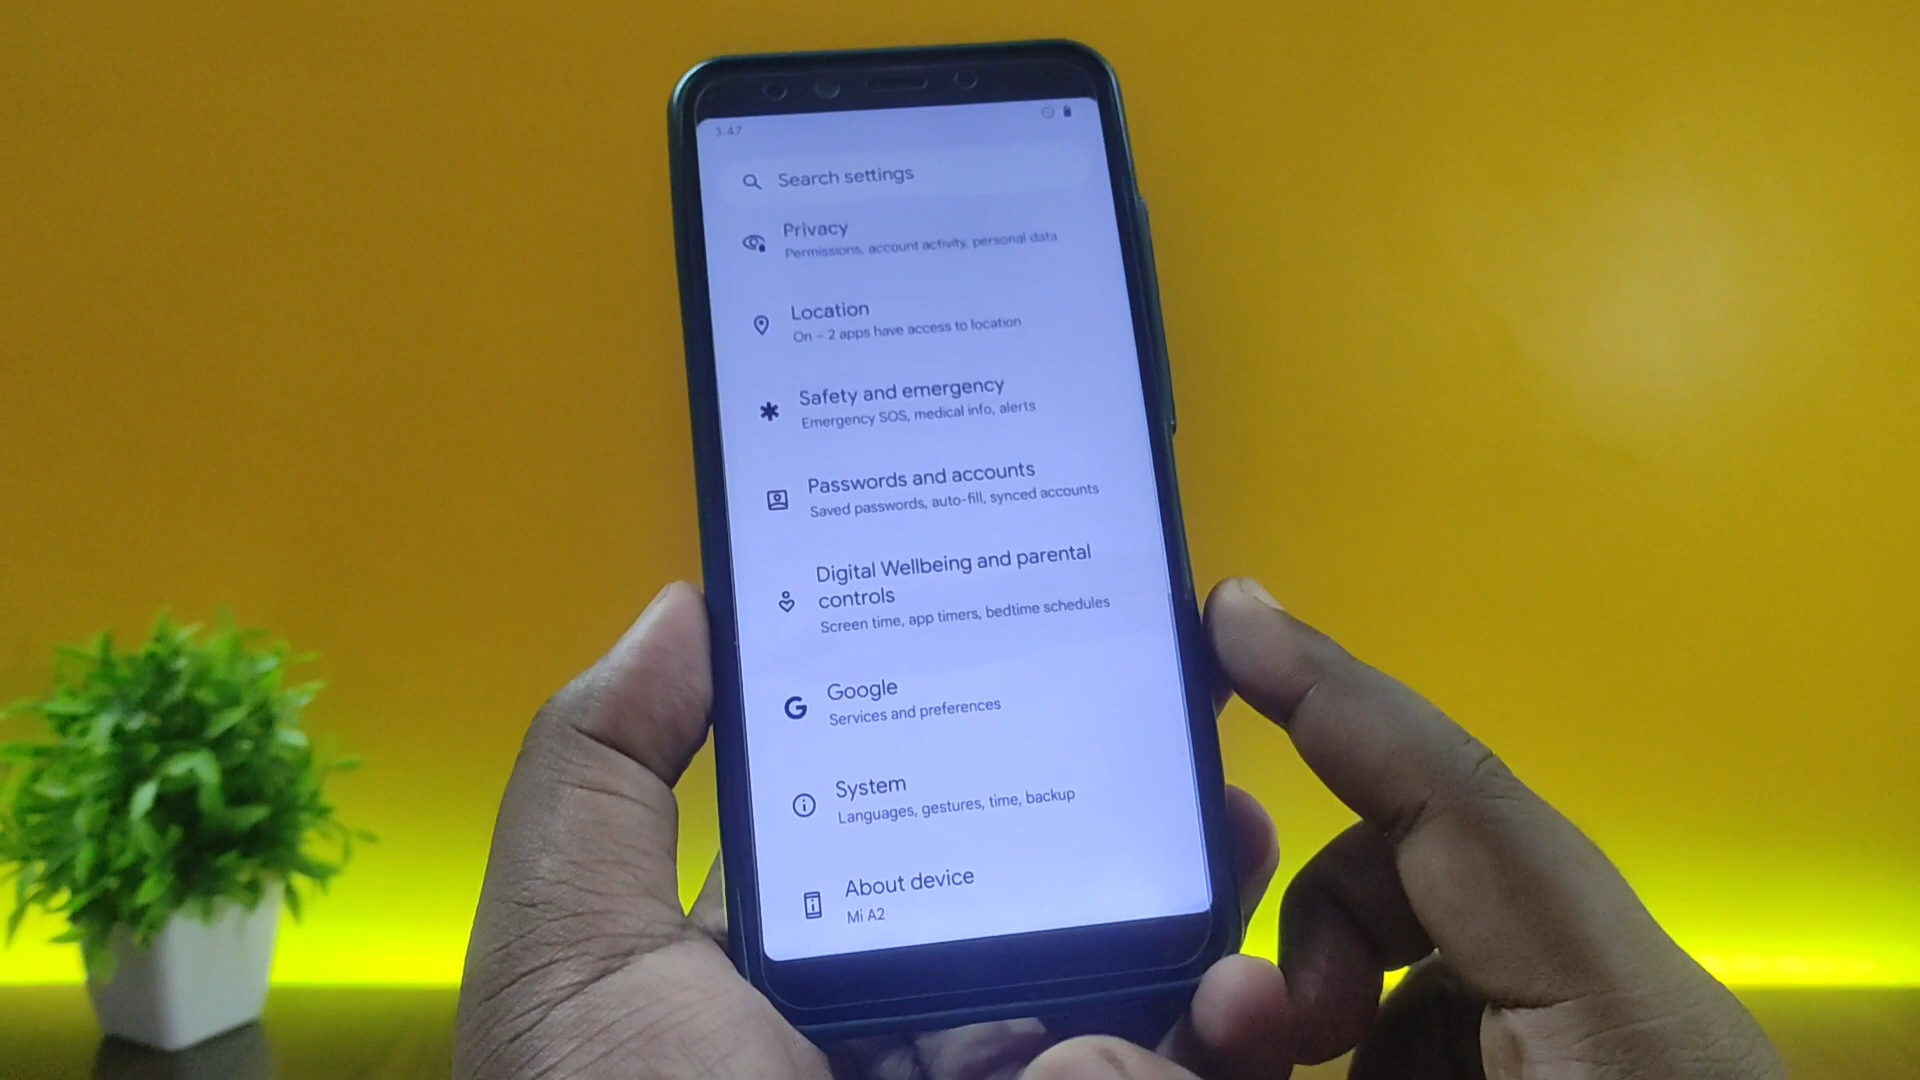 3:47
Search settings
Privacy
Permissions, account activity, personal data
Location
On – 2 apps have access to location
Safety and emergency
Emergency SOS, medical info, alerts
Passwords and accounts
Saved passwords, auto-fill, synced accounts
Digital Wellbeing and parental
controls
Screen time, app timers, bedtime schedules
Google
Services and preferences
System
Languages, gestures, time, backup
About device
Mi A2